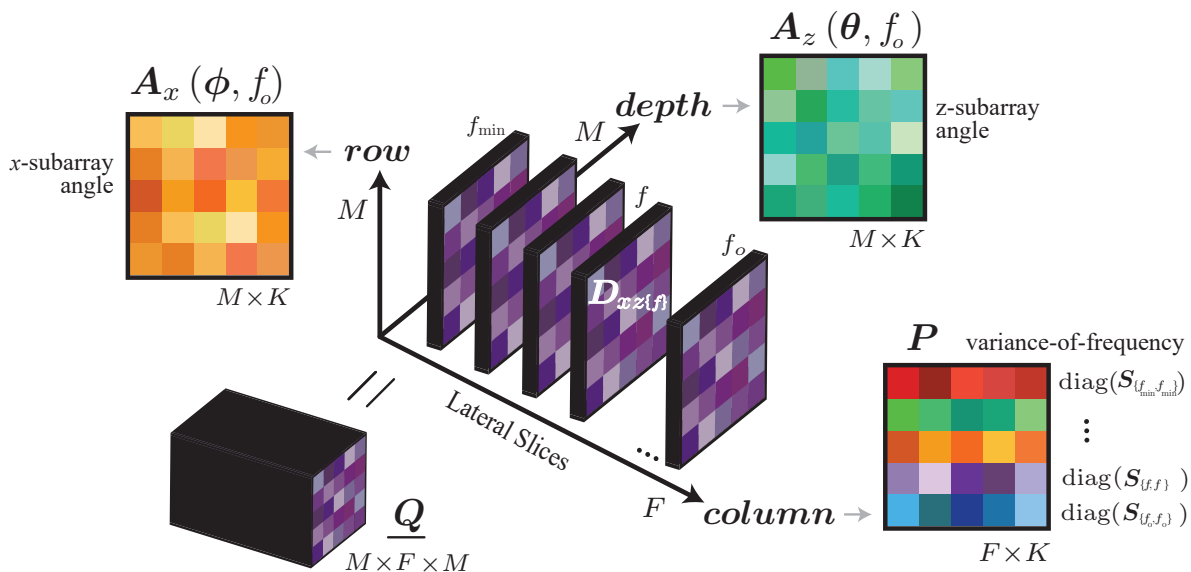 A_z (θ, f_o)
A_x (ϕ, f_o)
depth
z-subarray
angle
f_min
M
x-subarray
angle
row
M
f
f_o
M×K
M×K
D_xz{f}
P variance-of-frequency
diag(S_{f_min,f_min})
⋮
Lateral Slices
...
diag(S_{f,f})
diag(S_{f_o,f_o})
F
column
Q
M×F×M
F×K